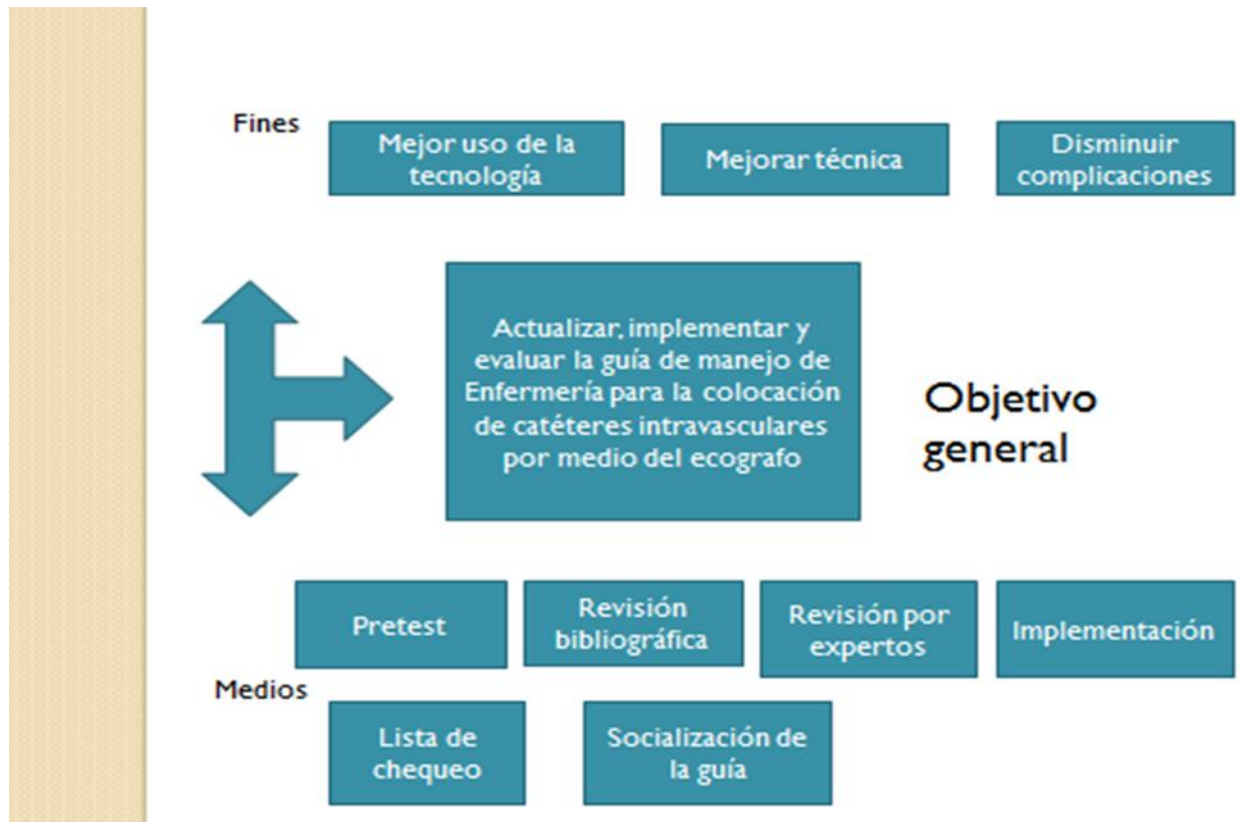 Fines
Mejor uso de la
tecnología
Mejorar técnica
Disminuir
complicaciones
Actualizar, implementar y
evaluar la guía de manejo de
Enfermería para la colocación
de catéteres intravasculares
por medio del ecografo
Objetivo
general
Pretest
Revisión
bibliográfica
Revisión por
expertos
Implementación
Medios
Lista de
chequeo
Socialización de
la guía